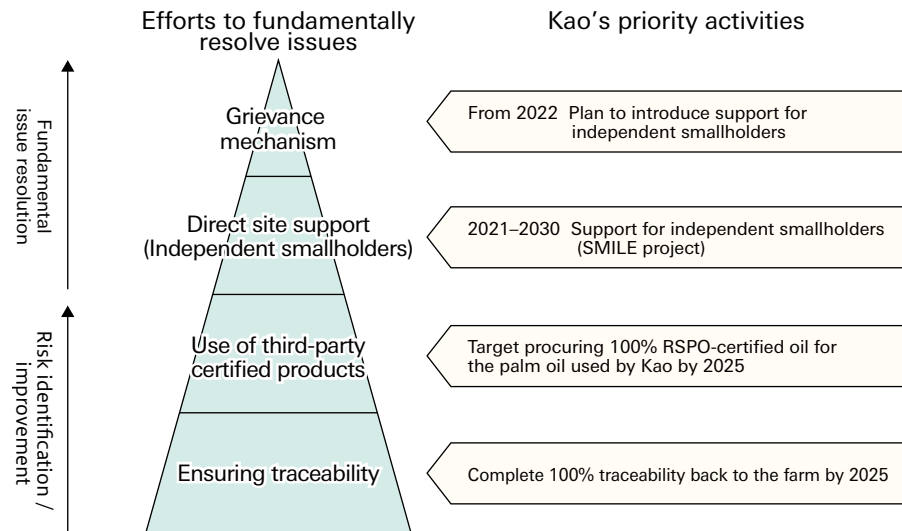 Efforts to fundamentally
resolve issues
Kao's priority activities
Fundamental
issue resolution
Grievance
mechanism
From 2022  Plan to introduce support for
independent smallholders
Direct site support
(Independent smallholders)
2021–2030  Support for independent smallholders
(SMILE project)
Risk identification /
improvement
Use of third-party
certified products
Target procuring 100% RSPO-certified oil for
the palm oil used by Kao by 2025
Ensuring traceability
Complete 100% traceability back to the farm by 2025